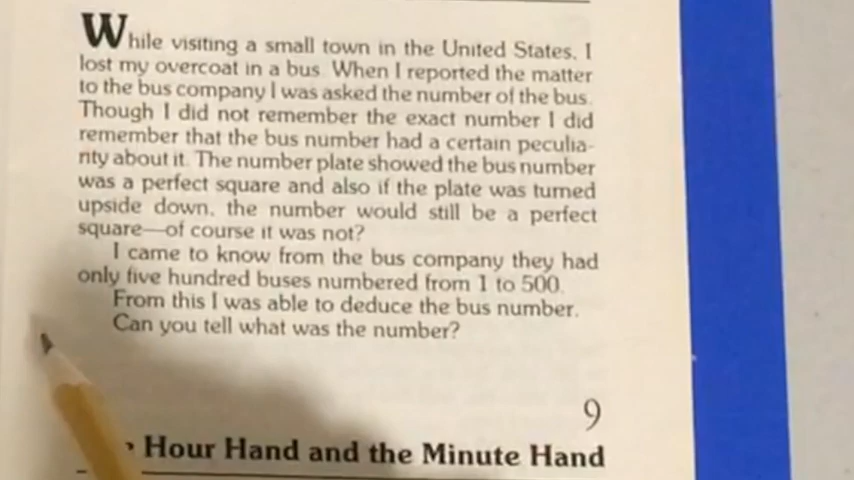 While visiting a small town in the United States, I
lost my overcoat in a bus. When I reported the matter
to the bus company I was asked the number of the bus.
Though I did not remember the exact number I did
remember that the bus number had a certain peculia-
rity about it. The number plate showed the bus number
was a perfect square and also if the plate was turned
upside down, the number would still be a perfect
square—of course it was not?
I came to know from the bus company they had
only five hundred buses numbered from 1 to 500.
From this I was able to deduce the bus number.
Can you tell what was the number?
9
Hour Hand and the Minute Hand